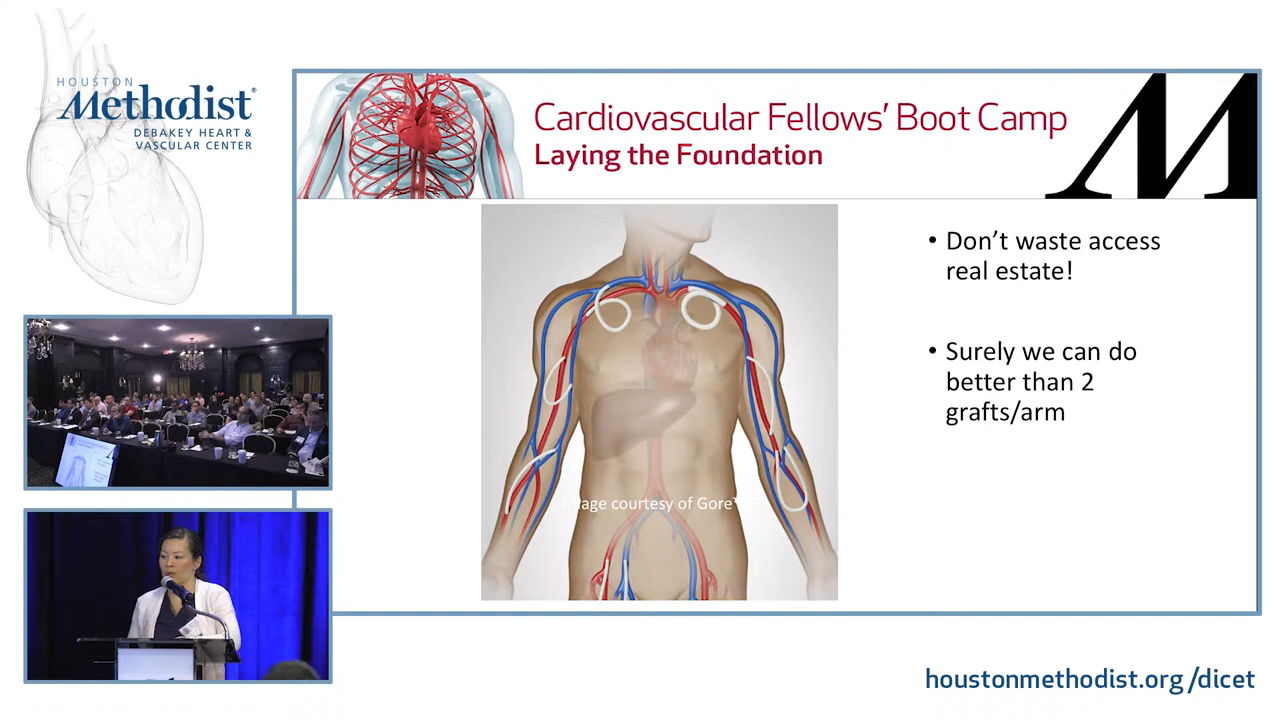 HOUSTON
Methodist®
DEBAKEY HEART &
VASCULAR CENTER
Cardiovascular Fellows' Boot Camp
Laying the Foundation
M
• Don't waste access
real estate!
• Surely we can do
better than 2
grafts/arm
courtesy of Gore
houstonmethodist.org/dicet